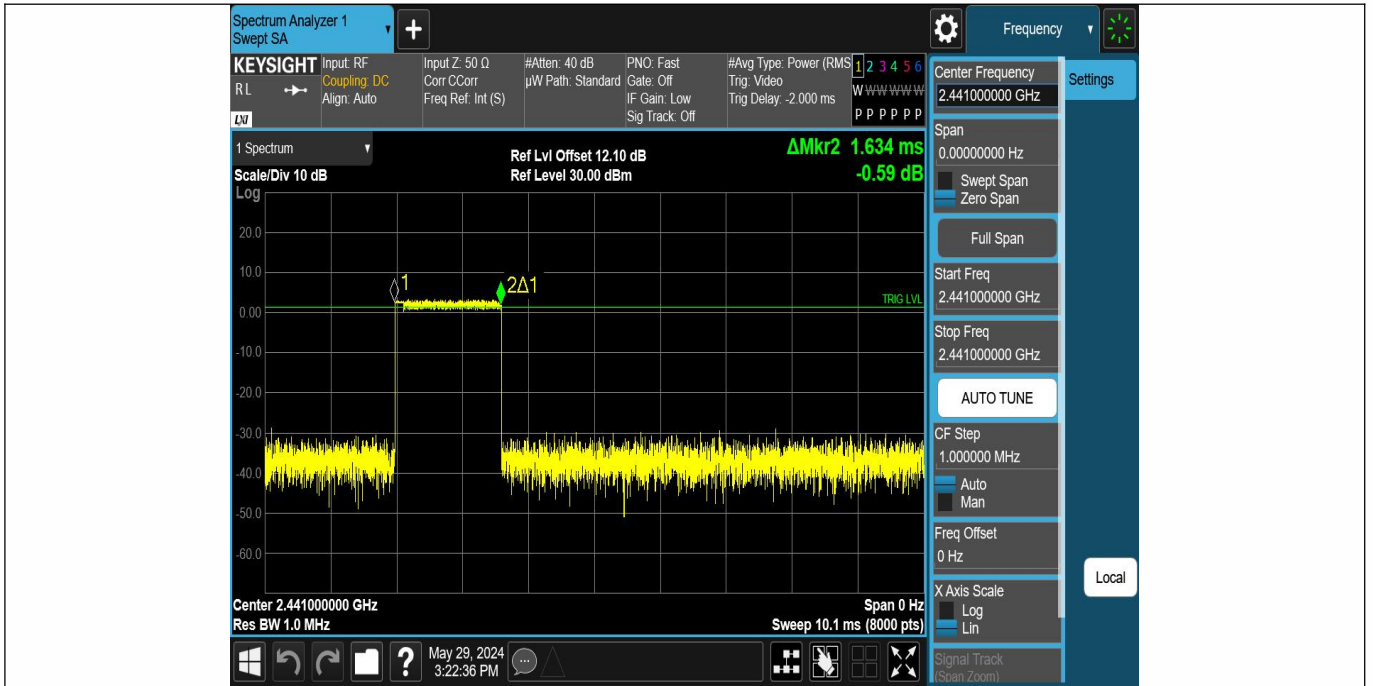 Spectrum Analyzer 1
Swept SA
+
Frequency
KEYSIGHT
RL
LXI
Input: RF
Coupling: DC
Align: Auto
Input Z: 50 Ω
Corr CCorr
Freq Ref: Int (S)
#Atten: 40 dB
µW Path: Standard
PNO: Fast
Gate: Off
IF Gain: Low
Sig Track: Off
#Avg Type: Power (RMS
Trig: Video
Trig Delay: -2.000 ms
1 2 3 4 5 6
W W W W W W
P P P P P P
1 Spectrum
Scale/Div 10 dB
Ref Lvl Offset 12.10 dB
Ref Level 30.00 dBm
ΔMkr2 1.634 ms
-0.59 dB
Log
20.0
10.0
0.00
-10.0
-20.0
-30.0
-40.0
-50.0
-60.0
1
2Δ1
TRIG LVL
Center 2.441000000 GHz
Res BW 1.0 MHz
Span 0 Hz
Sweep 10.1 ms (8000 pts)
Center Frequency
2.441000000 GHz
Settings
Span
0.00000000 Hz
Swept Span
Zero Span
Full Span
Start Freq
2.441000000 GHz
Stop Freq
2.441000000 GHz
AUTO TUNE
CF Step
1.000000 MHz
Auto
Man
Freq Offset
0 Hz
X Axis Scale
Log
Lin
Local
Signal Track
(Span Zoom)
?
May 29, 2024
3:22:36 PM